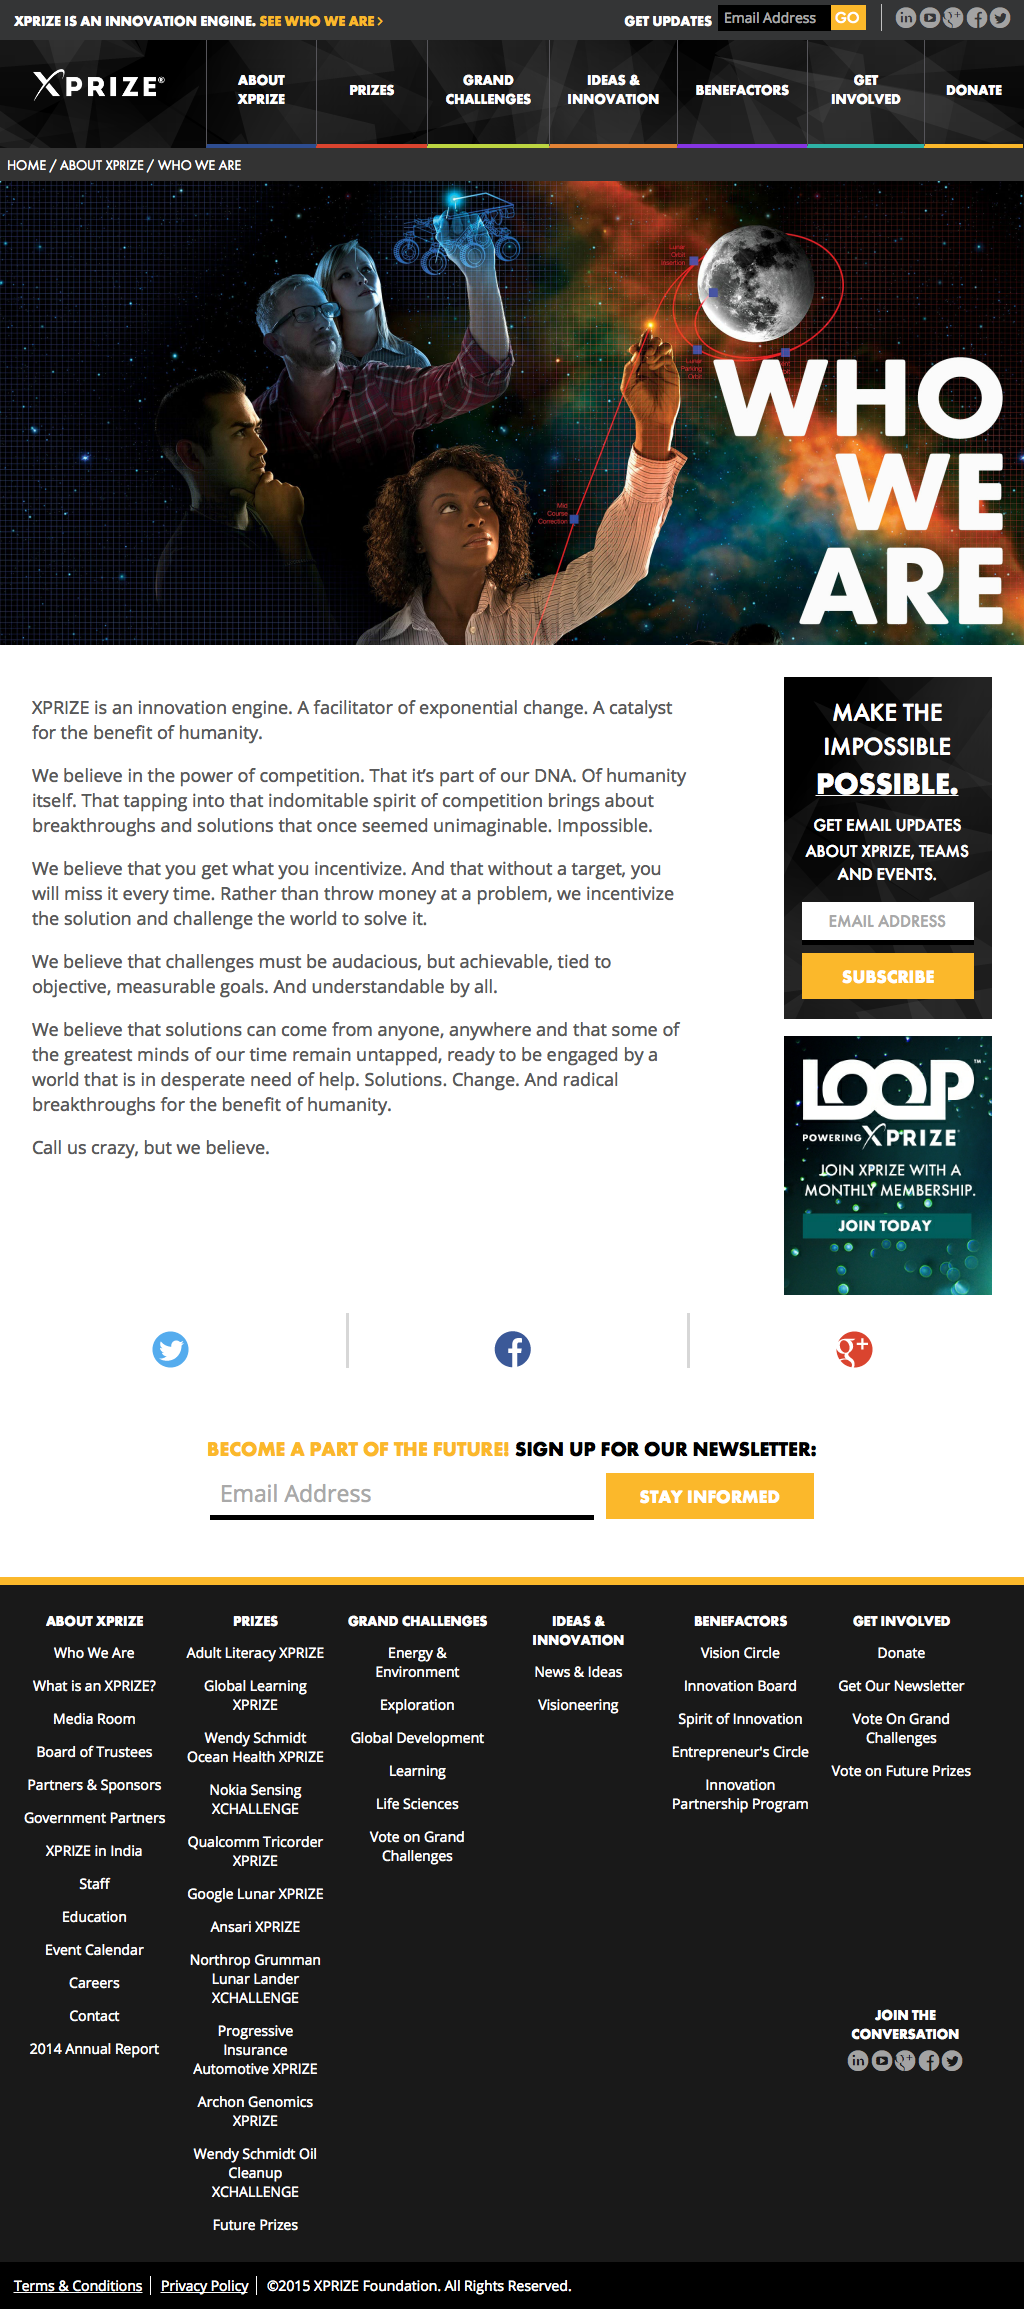 XPRIZE IS AN INNOVATION ENGINE. SEE WHO WE ARE >
GET UPDATES Email Address GO
XPRIZE®
ABOUT
XPRIZE
PRIZES
GRAND
CHALLENGES
IDEAS &
INNOVATION
BENEFACTORS
GET
INVOLVED
DONATE
HOME / ABOUT XPRIZE / WHO WE ARE
Lunar
Orbit
Insertion
Lunar
Parking
Orbit
Mid
Course
Correction
WHO
WE
ARE
XPRIZE is an innovation engine. A facilitator of exponential change. A catalyst
for the benefit of humanity.
We believe in the power of competition. That it’s part of our DNA. Of humanity
itself. That tapping into that indomitable spirit of competition brings about
breakthroughs and solutions that once seemed unimaginable. Impossible.
We believe that you get what you incentivize. And that without a target, you
will miss it every time. Rather than throw money at a problem, we incentivize
the solution and challenge the world to solve it.
We believe that challenges must be audacious, but achievable, tied to
objective, measurable goals. And understandable by all.
We believe that solutions can come from anyone, anywhere and that some of
the greatest minds of our time remain untapped, ready to be engaged by a
world that is in desperate need of help. Solutions. Change. And radical
breakthroughs for the benefit of humanity.
Call us crazy, but we believe.
MAKE THE
IMPOSSIBLE
POSSIBLE.
GET EMAIL UPDATES
ABOUT XPRIZE, TEAMS
AND EVENTS.
EMAIL ADDRESS
SUBSCRIBE
LOOP™
POWERING XPRIZE
JOIN XPRIZE WITH A
MONTHLY MEMBERSHIP.
JOIN TODAY
BECOME A PART OF THE FUTURE! SIGN UP FOR OUR NEWSLETTER:
Email Address
STAY INFORMED
ABOUT XPRIZE
Who We Are
What is an XPRIZE?
Media Room
Board of Trustees
Partners & Sponsors
Government Partners
XPRIZE in India
Staff
Education
Event Calendar
Careers
Contact
2014 Annual Report
PRIZES
Adult Literacy XPRIZE
Global Learning
XPRIZE
Wendy Schmidt
Ocean Health XPRIZE
Nokia Sensing
XCHALLENGE
Qualcomm Tricorder
XPRIZE
Google Lunar XPRIZE
Ansari XPRIZE
Northrop Grumman
Lunar Lander
XCHALLENGE
Progressive
Insurance
Automotive XPRIZE
Archon Genomics
XPRIZE
Wendy Schmidt Oil
Cleanup
XCHALLENGE
Future Prizes
GRAND CHALLENGES
Energy &
Environment
Exploration
Global Development
Learning
Life Sciences
Vote on Grand
Challenges
IDEAS &
INNOVATION
News & Ideas
Visioneering
BENEFACTORS
Vision Circle
Innovation Board
Spirit of Innovation
Entrepreneur's Circle
Innovation
Partnership Program
GET INVOLVED
Donate
Get Our Newsletter
Vote On Grand
Challenges
Vote on Future Prizes
JOIN THE
CONVERSATION
Terms & Conditions | Privacy Policy | ©2015 XPRIZE Foundation. All Rights Reserved.